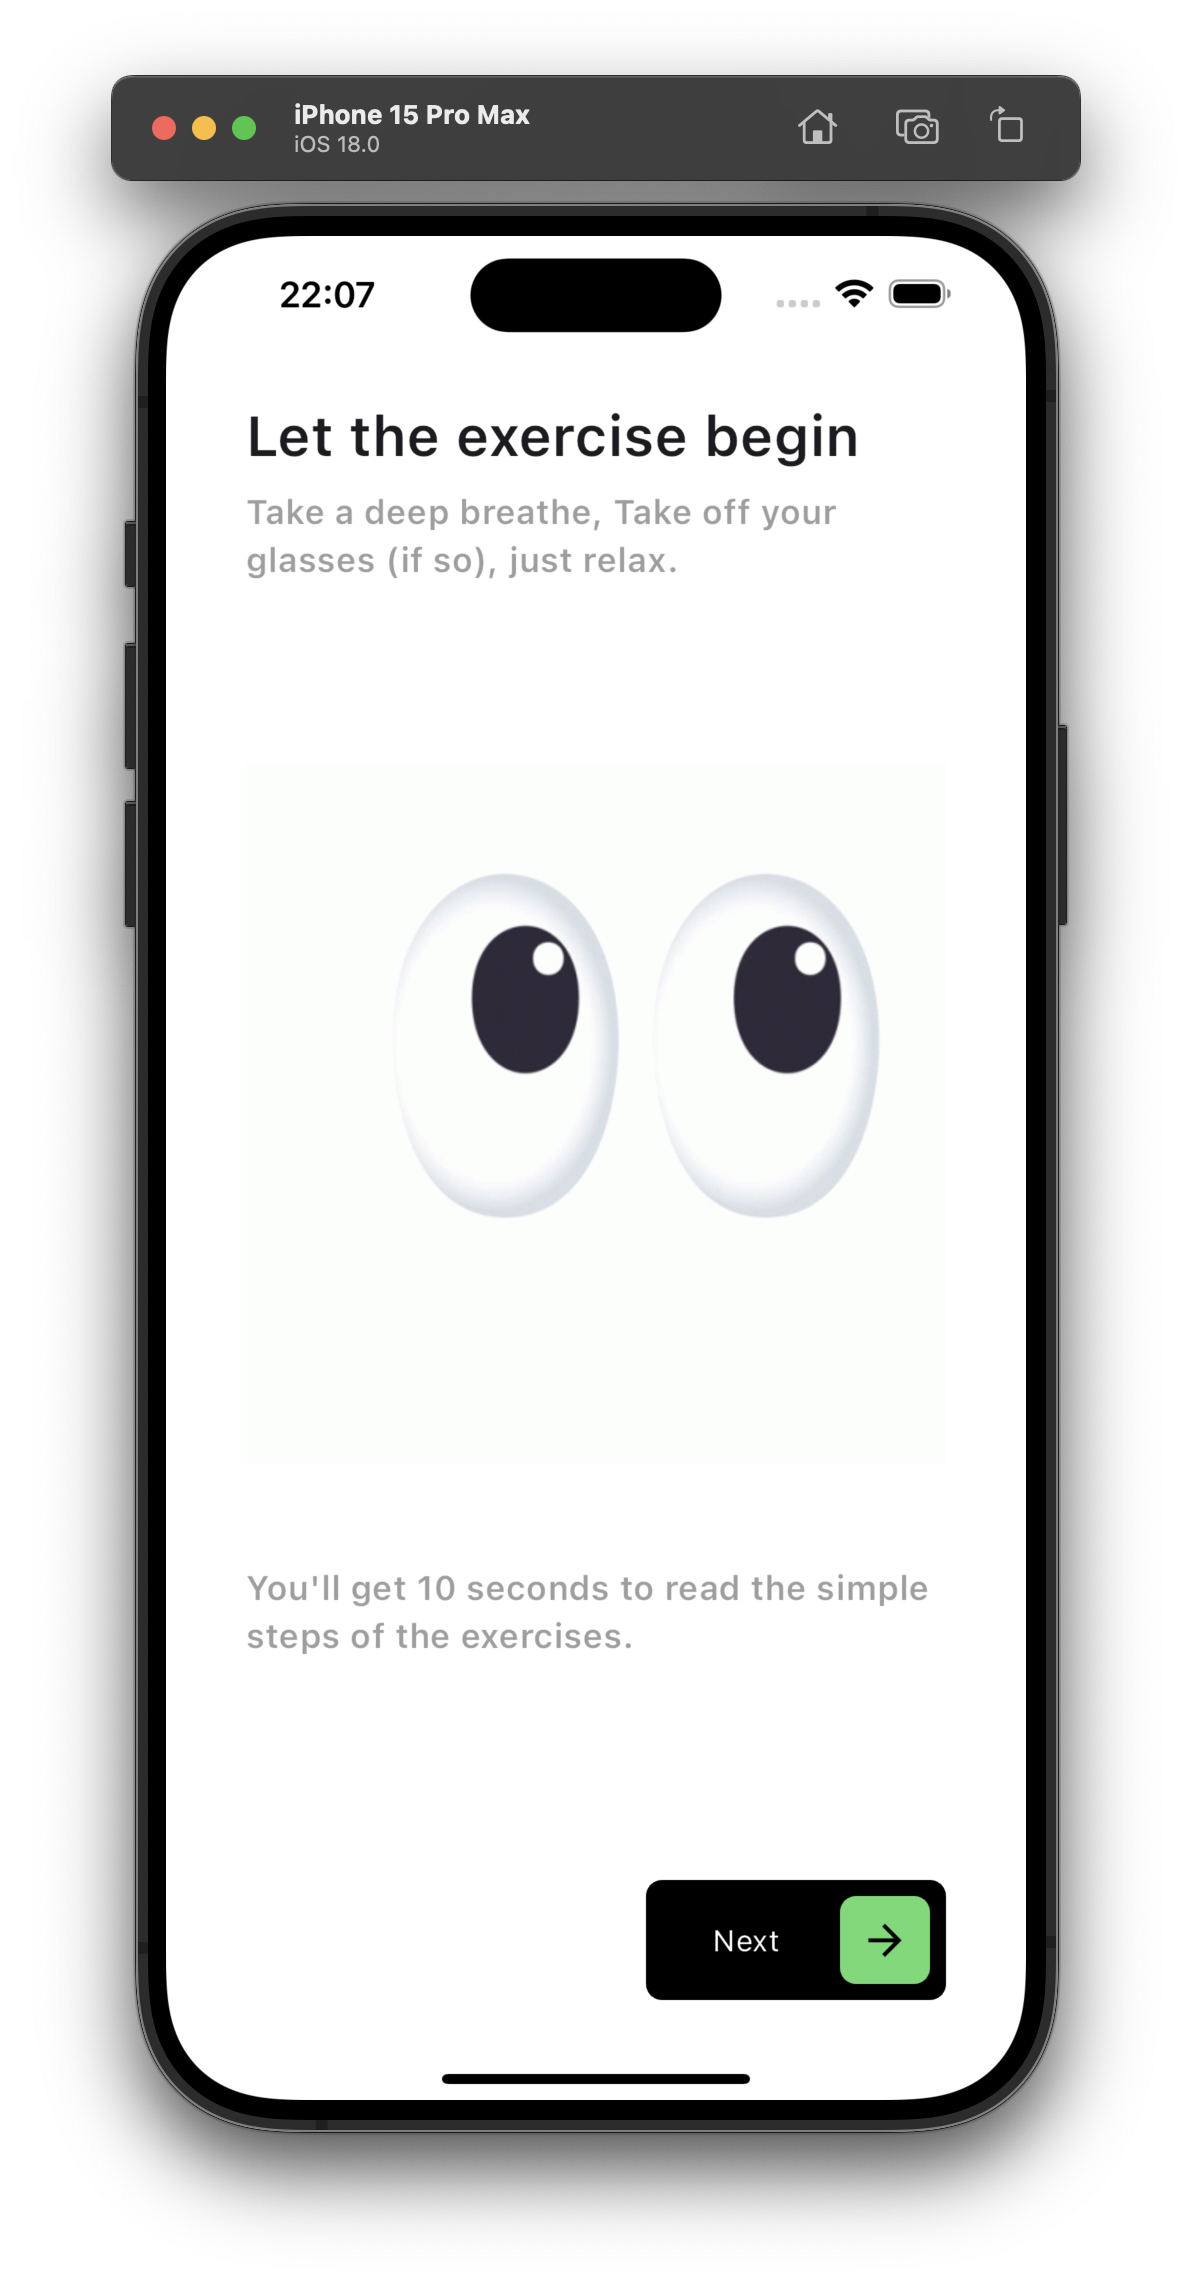 iPhone 15 Pro Max
iOS 18.0
22:07
Let the exercise begin
Take a deep breathe, Take off your
glasses (if so), just relax.
You'll get 10 seconds to read the simple
steps of the exercises.
Next